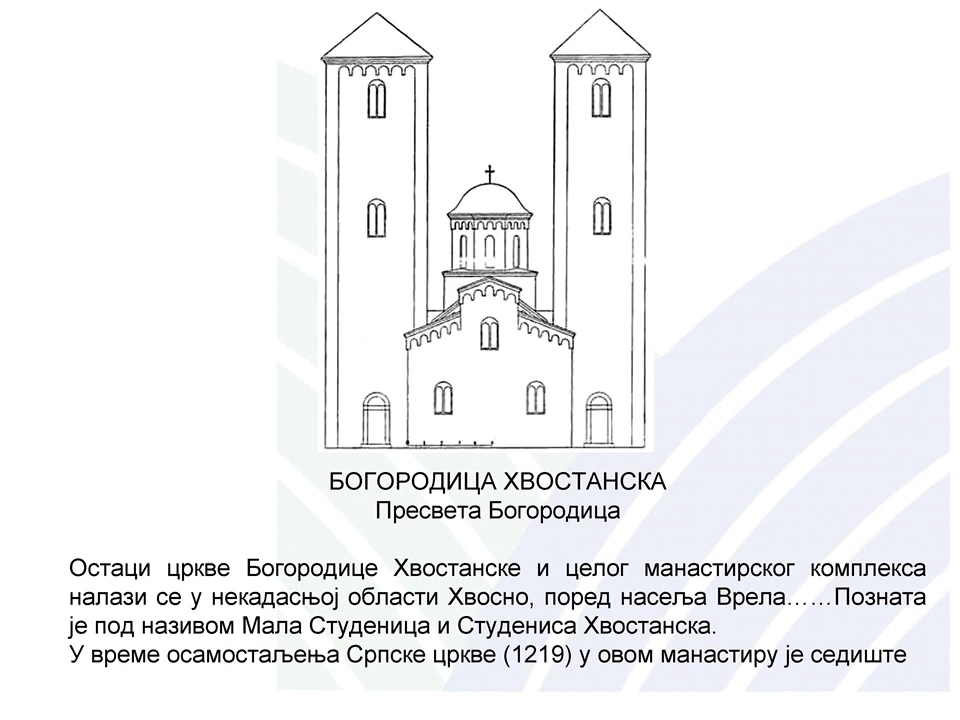 БОГОРОДИЦА ХВОСТАНСКА
Пресвета Богородица
Остаци цркве Богородице Хвостанске и целог манастирског комплекса
налази се у некадасњој области Хвосно, поред насеља Врела……Позната
је под називом Мала Студеница и Студениса Хвостанска.
У време осамостаљења Српске цркве (1219) у овом манастиру је седиште